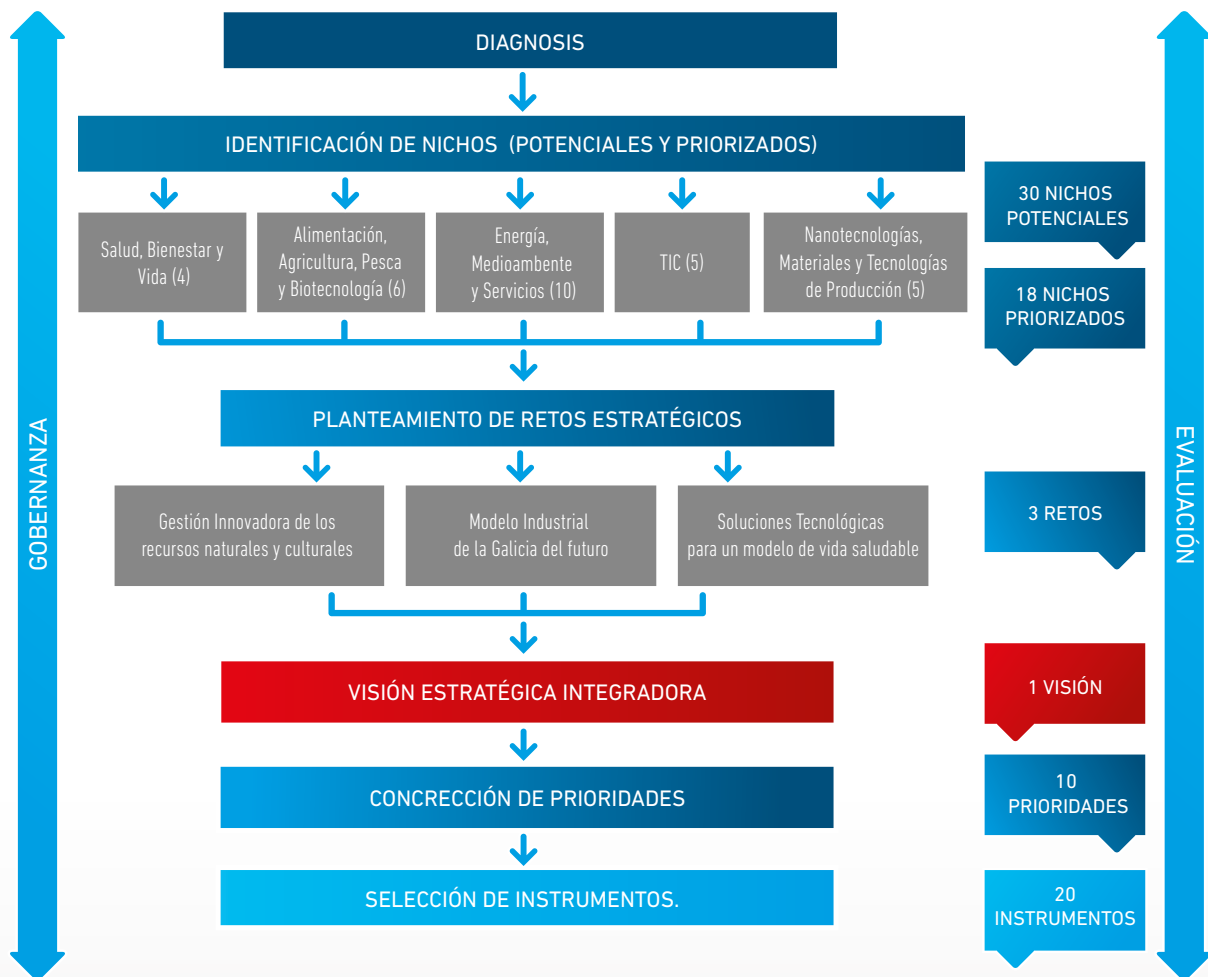 DIAGNOSIS
IDENTIFICACIÓN DE NICHOS (POTENCIALES Y PRIORIZADOS)
Salud, Bienestar y
Vida (4)
Alimentación,
Agricultura, Pesca
y Biotecnología (6)
Energía,
Medioambente
y Servicios (10)
TIC (5)
Nanotecnologías,
Materiales y Tecnologías
de Producción (5)
30 NICHOS
POTENCIALES
18 NICHOS
PRIORIZADOS
PLANTEAMIENTO DE RETOS ESTRATÉGICOS
Gestión Innovadora de los
recursos naturales y culturales
Modelo Industrial
de la Galicia del futuro
Soluciones Tecnológicas
para un modelo de vida saludable
3 RETOS
VISIÓN ESTRATÉGICA INTEGRADORA
1 VISIÓN
CONCRECCIÓN DE PRIORIDADES
10
PRIORIDADES
SELECCIÓN DE INSTRUMENTOS.
20
INSTRUMENTOS
GOBERNANZA
EVALUACIÓN